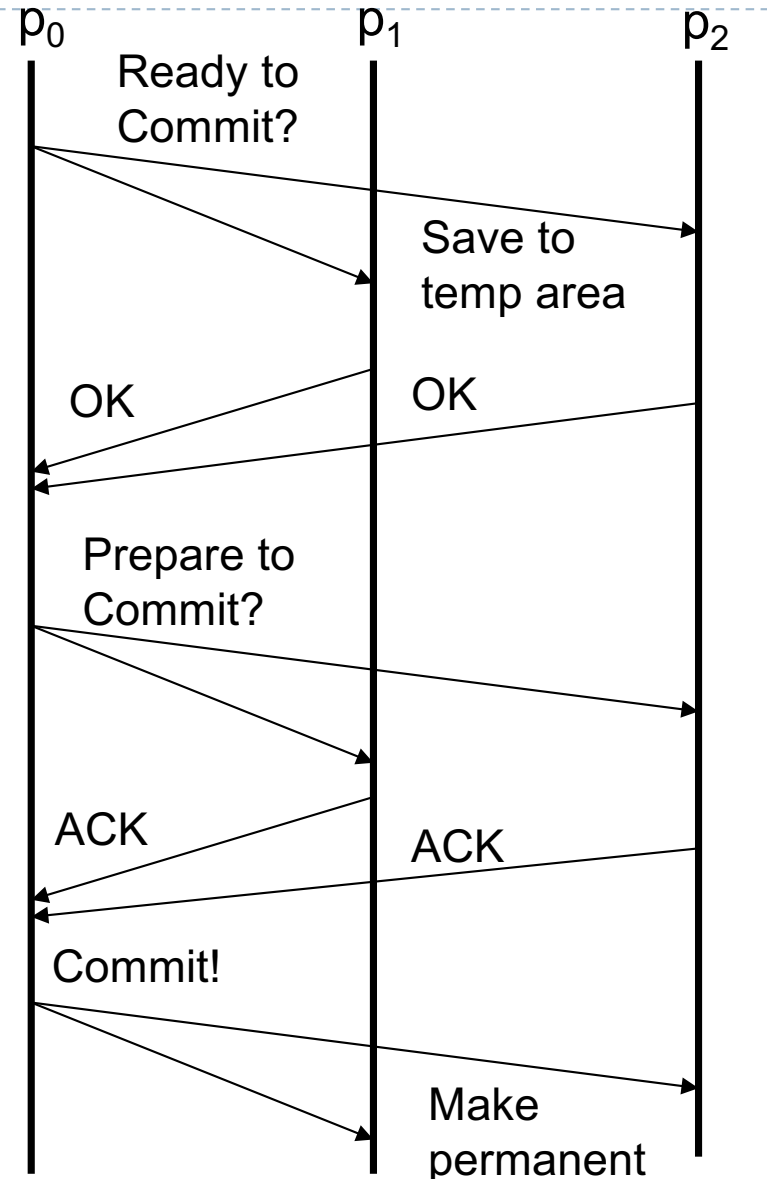 p₀ p₁ p₂
Ready to
Commit?
Save to
temp area
OK OK
Prepare to
Commit?
ACK ACK
Commit!
Make
permanent